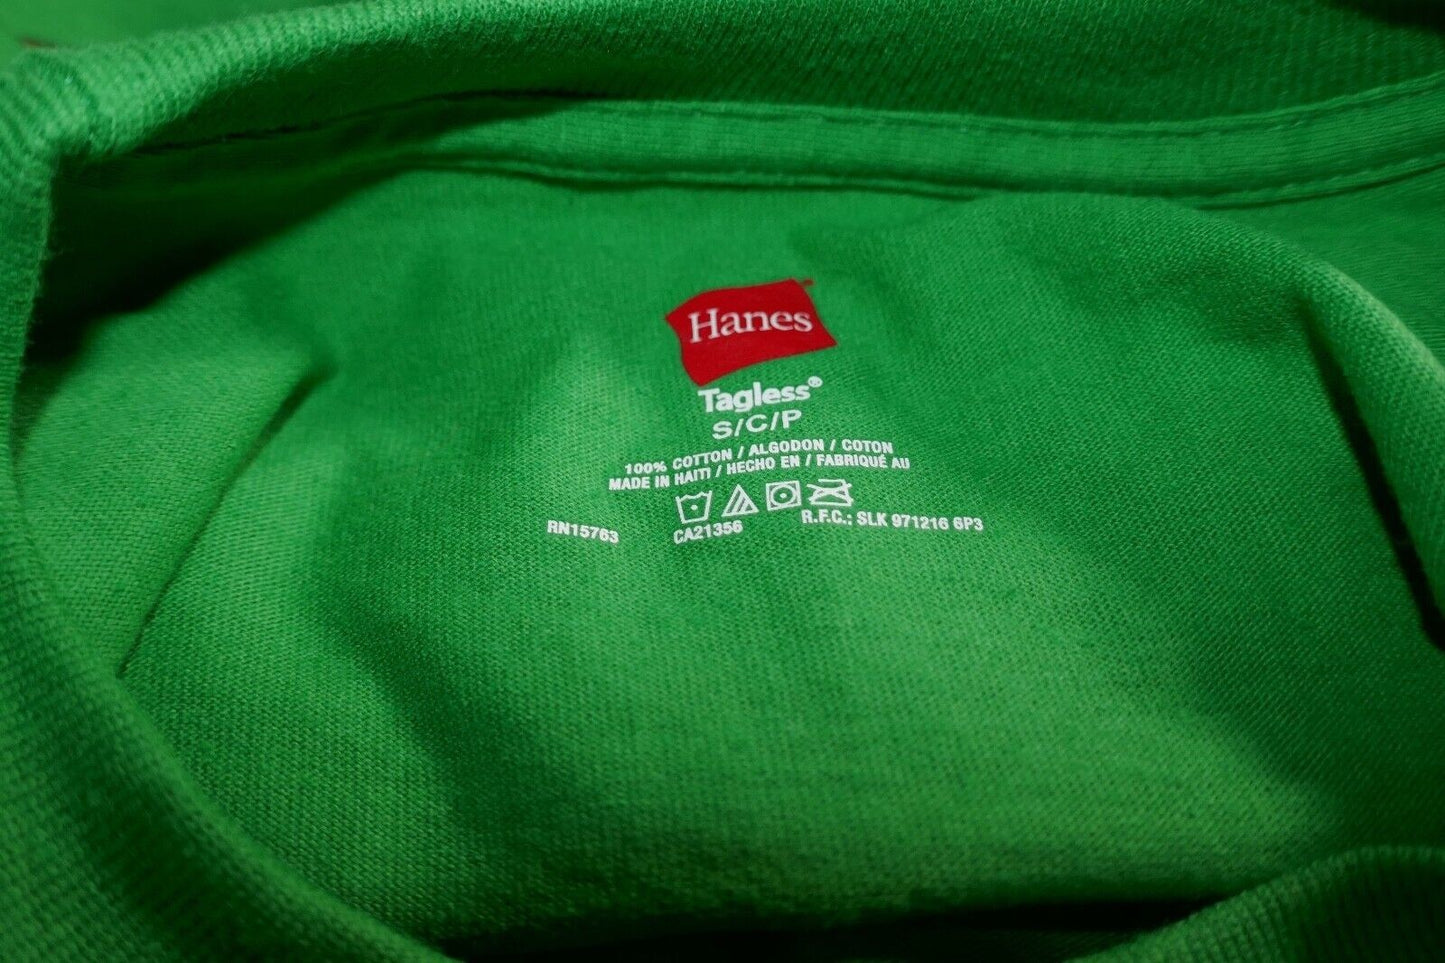 Hanes
Tagless®
S/C/P
100% COTTON / ALGODON / COTON
MADE IN HAITI / HECHO EN / FABRIQUÉ AU
RN15763 CA21356 R.F.C.: SLK 971216 6P3